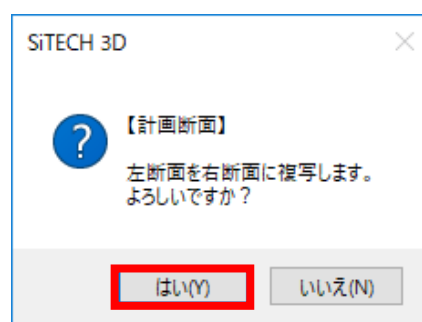 SiTECH 3D
【計画断面】
左断面を右断面に複写します。
よろしいですか？
はい(Y)
いいえ(N)